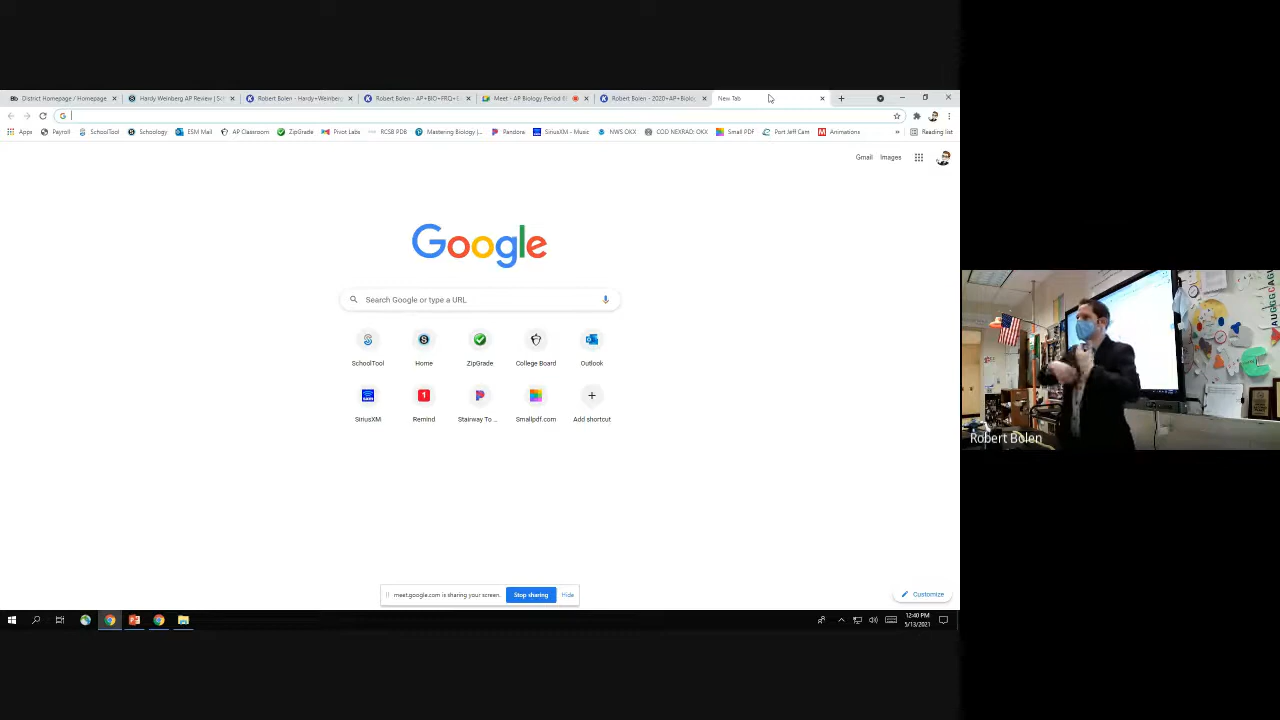 District Homepage / Homepage
Hardy Weinberg AP Review | Sc
Robert Bolen - Hardy+Weinberg
Robert Bolen - AP+BIO+FRQ+
Meet - AP Biology Period
Robert Bolen - 2020+AP+Biolog
New Tab
Apps
Payroll
SchoolTool
Schoology
ESM Mail
AP Classroom
ZipGrade
Pivot Labs
RCSB PDB
Mastering Biology |...
Pandora
SiriusXM - Music
NWS OKX
COD NEXRAD: OKX
Small PDF
Port Jeff Cam
Animations
»
Reading list
Gmail
Images
Google
Search Google or type a URL
SchoolTool
Home
ZipGrade
College Board
Outlook
SiriusXM
Remind
Stairway To ...
Smallpdf.com
Add shortcut
Robert Bolen
meet.google.com is sharing your screen.
Stop sharing
Hide
Customize
12:40 PM
5/13/2021